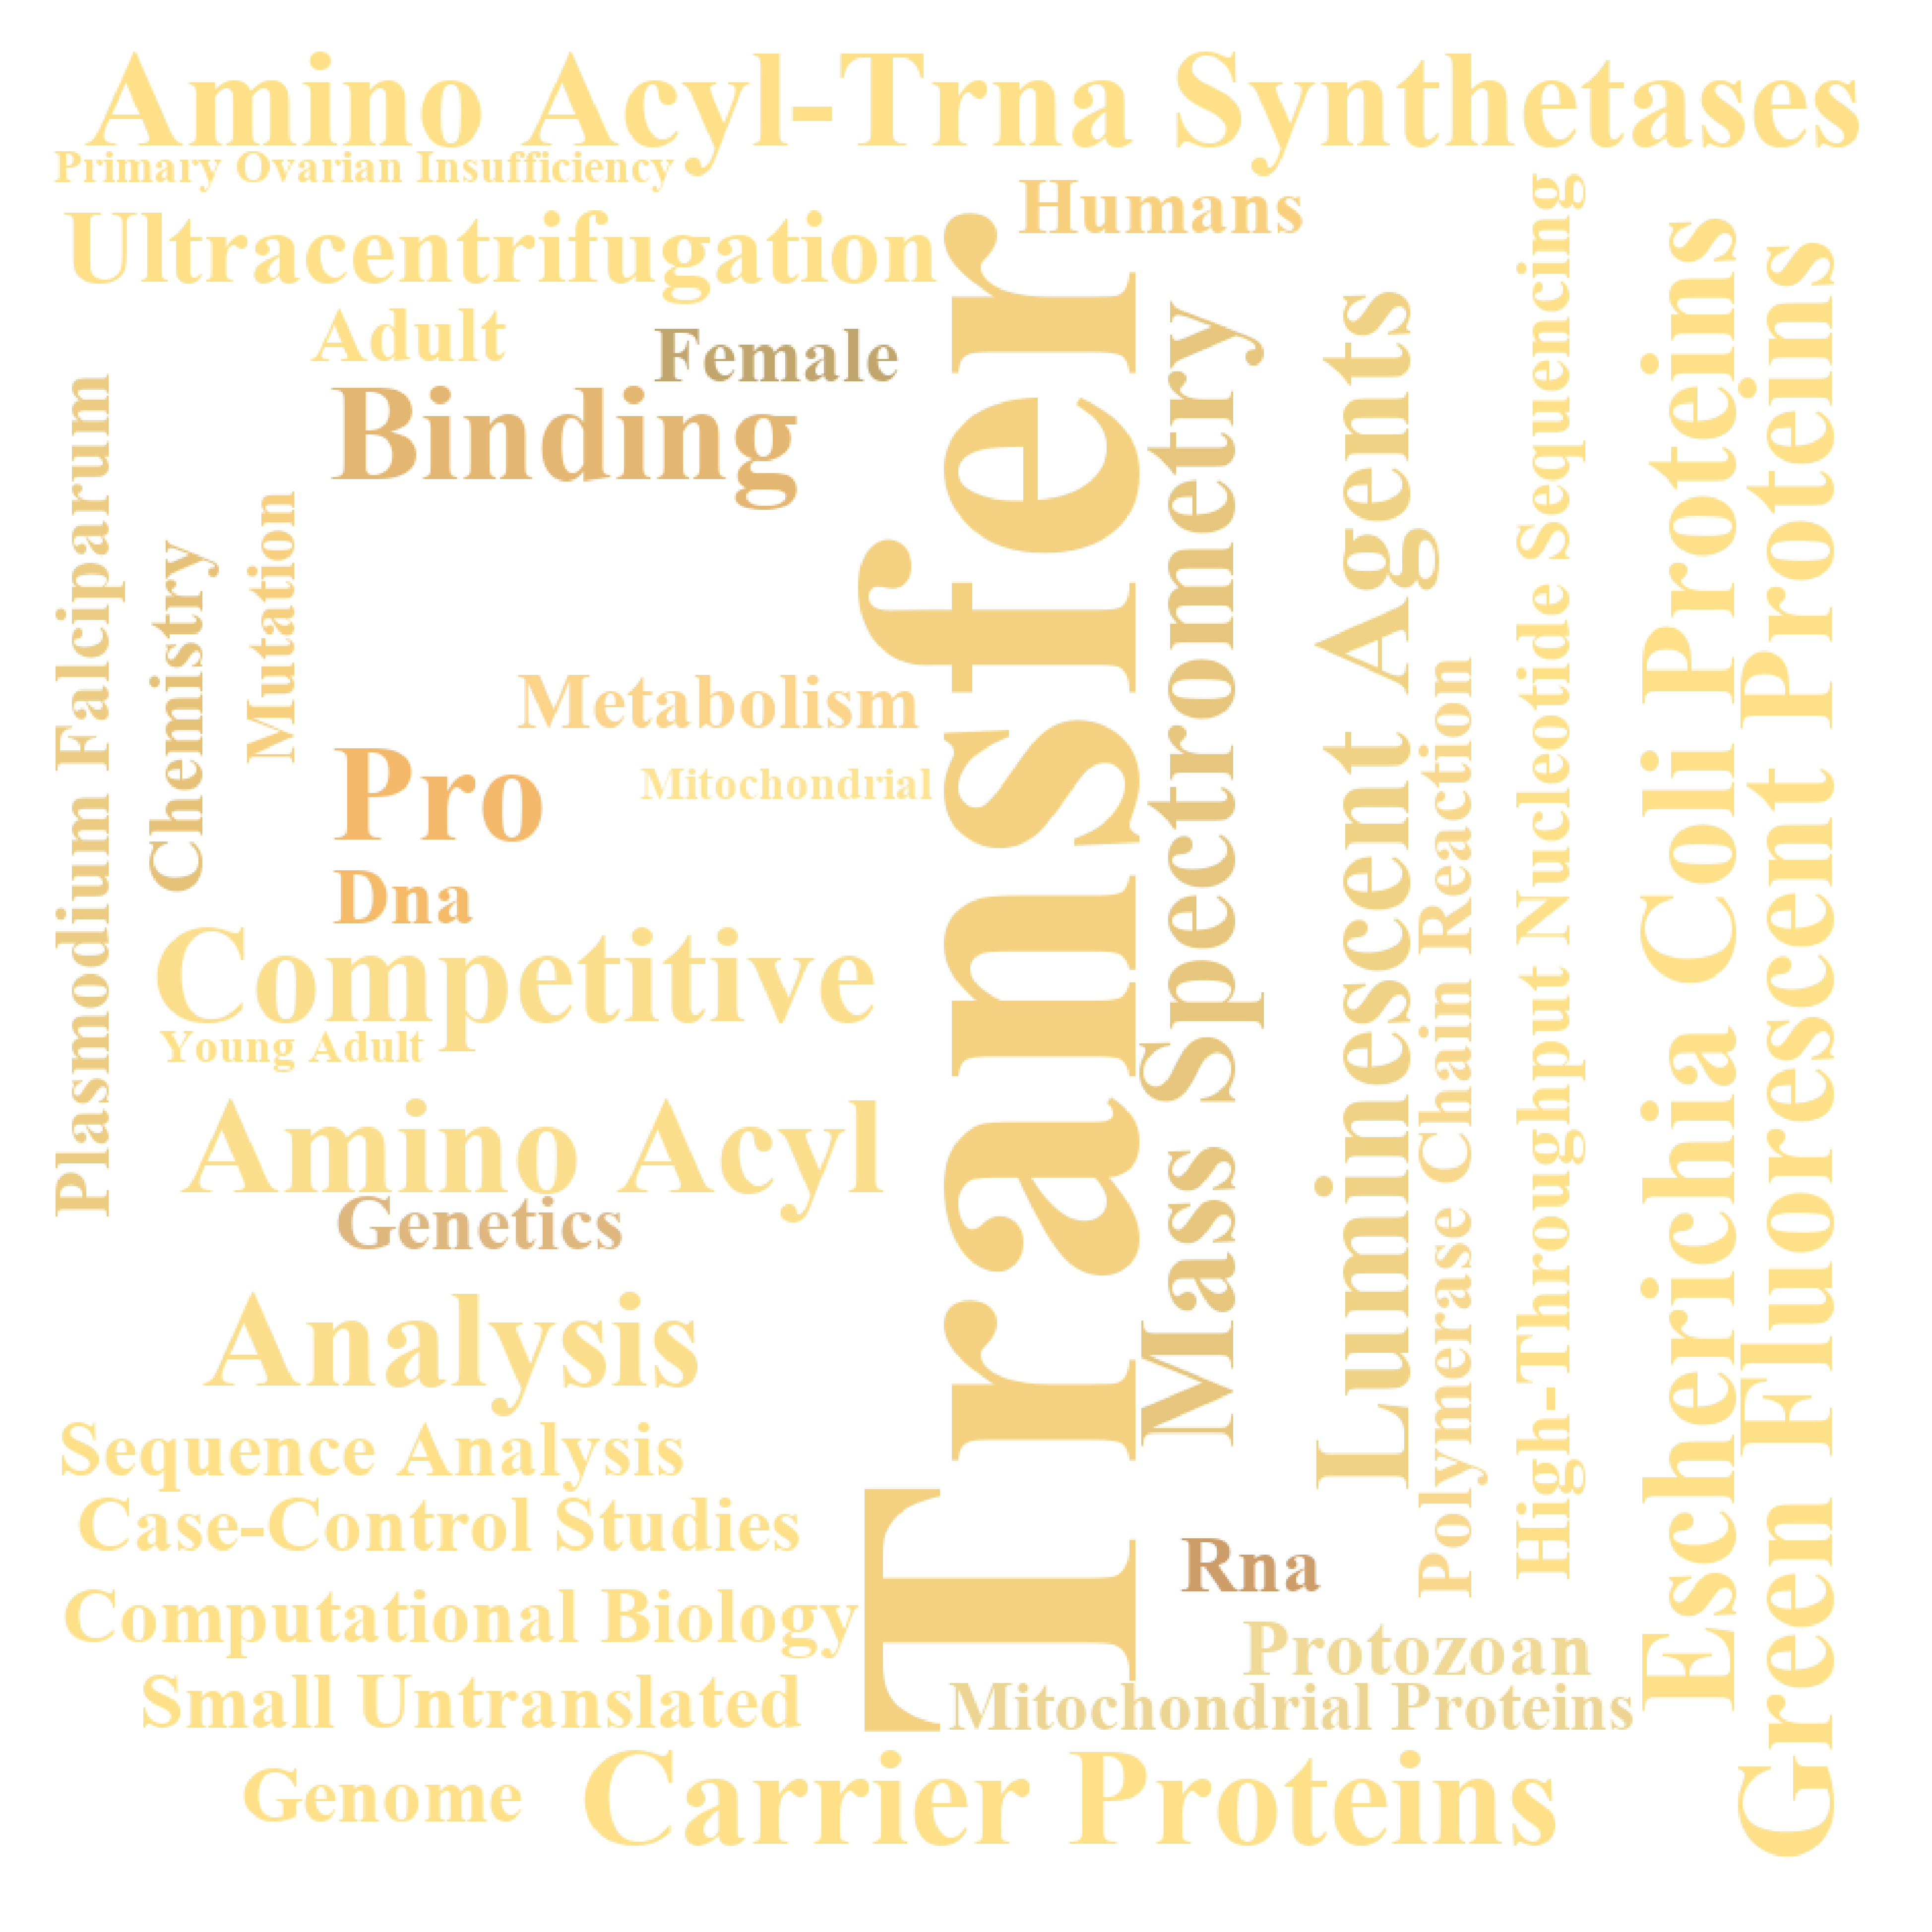 Amino Acyl-Trna Synthetases
Primary Ovarian Insufficiency
Humans
Ultracentrifugation
Adult
Female
Binding
Plasmodium Falciparum
Chemistry
Mutation
Metabolism
Pro
Mitochondrial
Dna
Competitive
Young Adult
Amino Acyl
Genetics
Analysis
Sequence Analysis
Case-Control Studies
Computational Biology
Small Untranslated
Genome
Transfer
Mass Spectrometry
Luminescent Agents
Polymerase Chain Reaction
High-Throughput Nucleotide Sequencing
Escherichia Coli Proteins
Green Fluorescent Proteins
Rna
Protozoan
Mitochondrial Proteins
Carrier Proteins